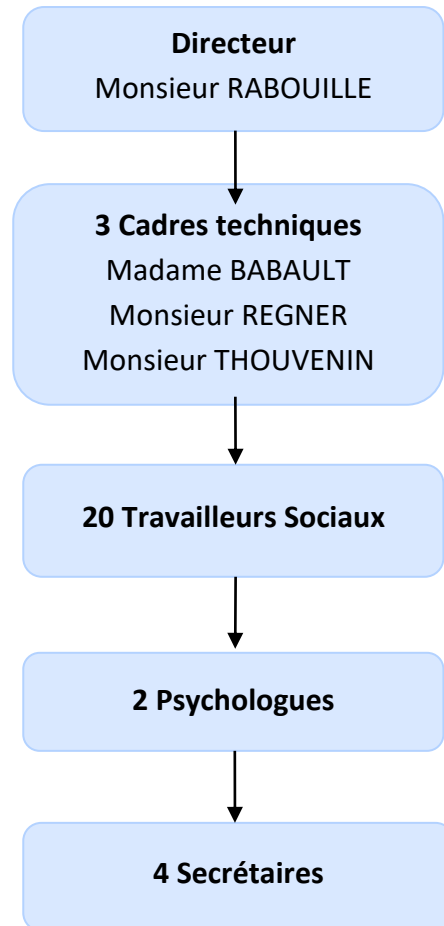 Directeur
Monsieur RABOUILLE
3 Cadres techniques
Madame BABAULT
Monsieur REGNER
Monsieur THOUVENIN
20 Travailleurs Sociaux
2 Psychologues
4 Secrétaires